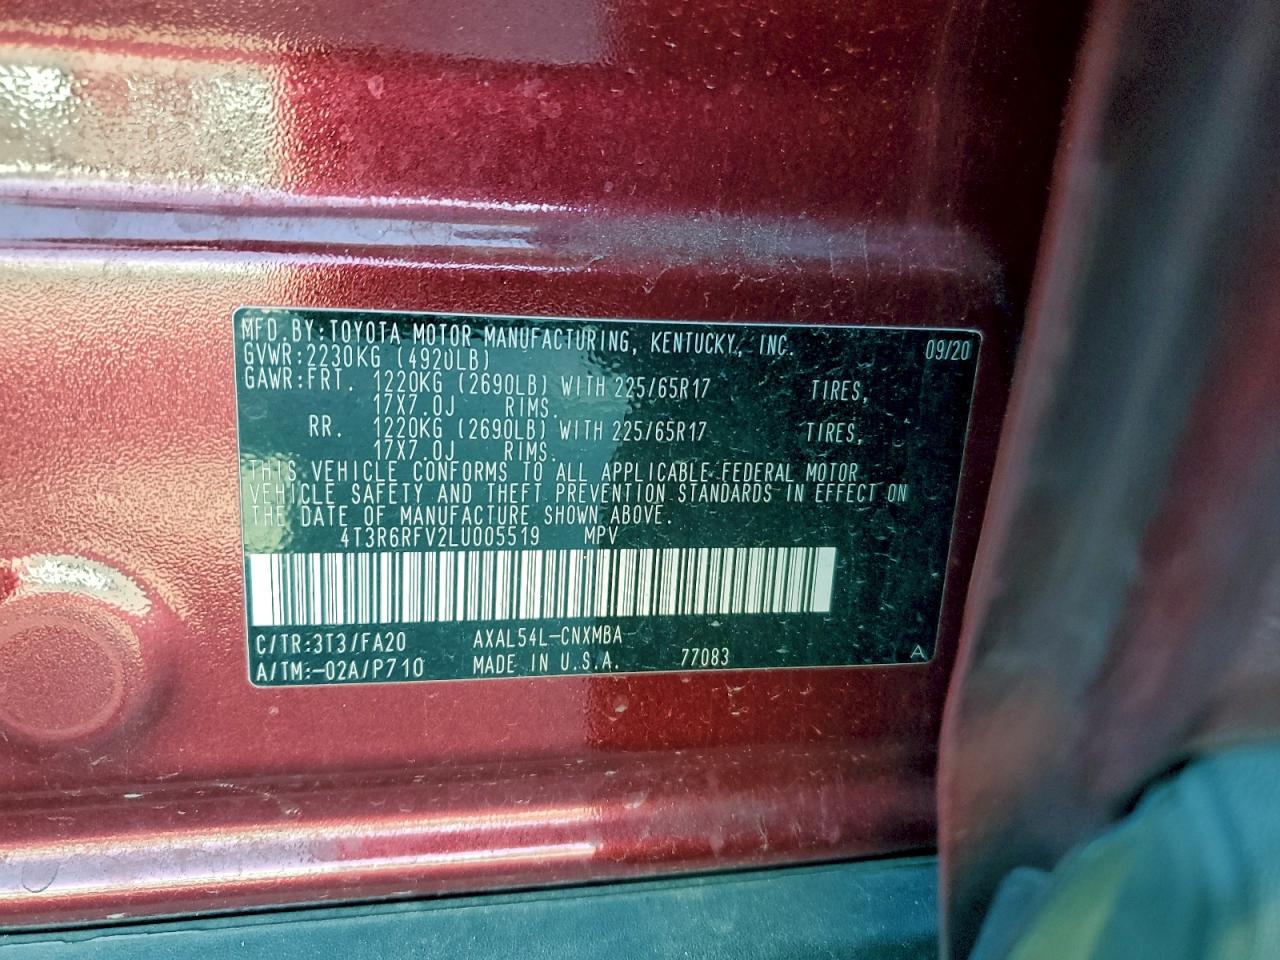 MFD. BY: TOYOTA MOTOR MANUFACTURING, KENTUCKY, INC. 09/20
GVWR: 2230KG (4920LB)
GAWR: FRT. 1220KG (2690LB) WITH 225/65R17 TIRES,
17X7.0J RIMS.
RR. 1220KG (2690LB) WITH 225/65R17 TIRES,
17X7.0J RIMS.
THIS VEHICLE CONFORMS TO ALL APPLICABLE FEDERAL MOTOR
VEHICLE SAFETY AND THEFT PREVENTION STANDARDS IN EFFECT ON
THE DATE OF MANUFACTURE SHOWN ABOVE.
4T3R6RFV2LU005519 MPV
C/TR:3T3/FA20 AXAL54L-CNXMBA
A/TM:-02A/P710 MADE IN U.S.A. 77083 A